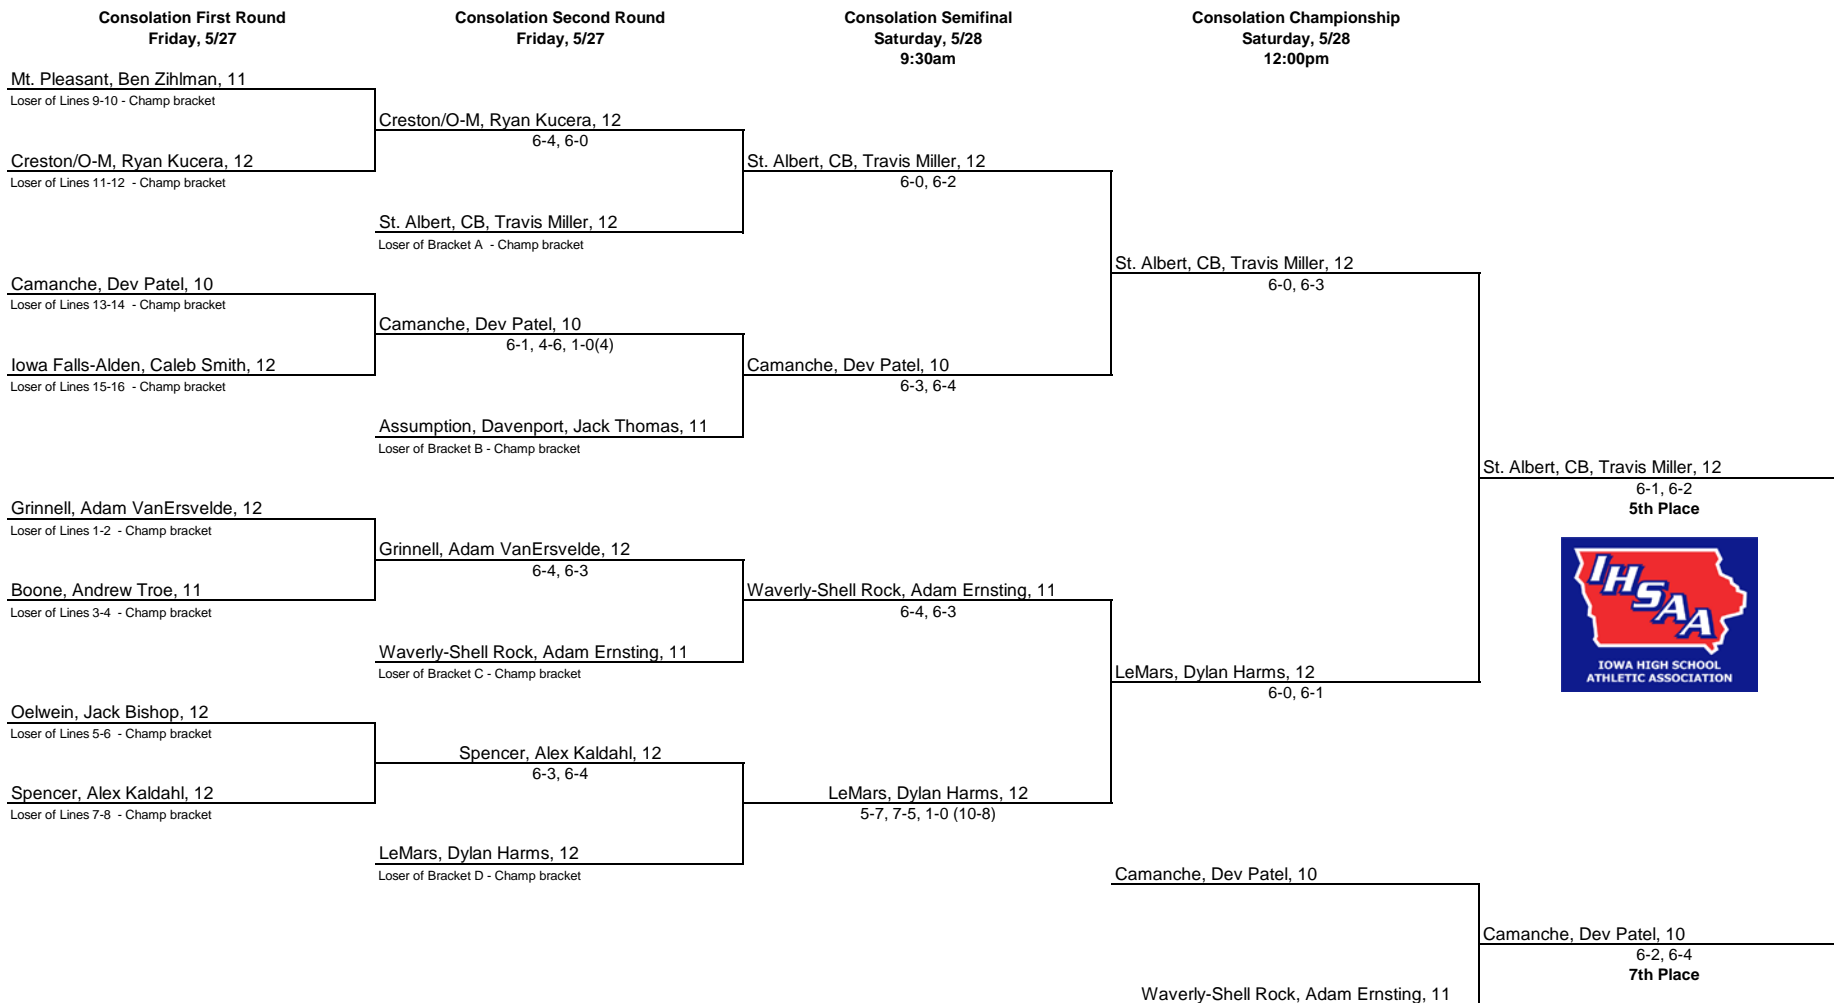 Consolation First Round
Friday, 5/27
Consolation Second Round
Friday, 5/27
Consolation Semifinal
Saturday, 5/28
9:30am
Consolation Championship
Saturday, 5/28
12:00pm
Mt. Pleasant, Ben Zihlman, 11
Loser of Lines 9-10 - Champ bracket
Creston/O-M, Ryan Kucera, 12
Loser of Lines 11-12 - Champ bracket
Camanche, Dev Patel, 10
Loser of Lines 13-14 - Champ bracket
Iowa Falls-Alden, Caleb Smith, 12
Loser of Lines 15-16 - Champ bracket
Grinnell, Adam VanErsvelde, 12
Loser of Lines 1-2 - Champ bracket
Boone, Andrew Troe, 11
Loser of Lines 3-4 - Champ bracket
Oelwein, Jack Bishop, 12
Loser of Lines 5-6 - Champ bracket
Spencer, Alex Kaldahl, 12
Loser of Lines 7-8 - Champ bracket
Creston/O-M, Ryan Kucera, 12
6-4, 6-0
St. Albert, CB, Travis Miller, 12
Loser of Bracket A - Champ bracket
Camanche, Dev Patel, 10
6-1, 4-6, 1-0(4)
Assumption, Davenport, Jack Thomas, 11
Loser of Bracket B - Champ bracket
Grinnell, Adam VanErsvelde, 12
6-4, 6-3
Waverly-Shell Rock, Adam Ernsting, 11
Loser of Bracket C - Champ bracket
Spencer, Alex Kaldahl, 12
6-3, 6-4
LeMars, Dylan Harms, 12
Loser of Bracket D - Champ bracket
St. Albert, CB, Travis Miller, 12
6-0, 6-2
Camanche, Dev Patel, 10
6-3, 6-4
Waverly-Shell Rock, Adam Ernsting, 11
6-4, 6-3
LeMars, Dylan Harms, 12
5-7, 7-5, 1-0 (10-8)
St. Albert, CB, Travis Miller, 12
6-0, 6-3
LeMars, Dylan Harms, 12
6-0, 6-1
Camanche, Dev Patel, 10
Waverly-Shell Rock, Adam Ernsting, 11
St. Albert, CB, Travis Miller, 12
6-1, 6-2
5th Place
IHSAA
IOWA HIGH SCHOOL
ATHLETIC ASSOCIATION
Camanche, Dev Patel, 10
6-2, 6-4
7th Place